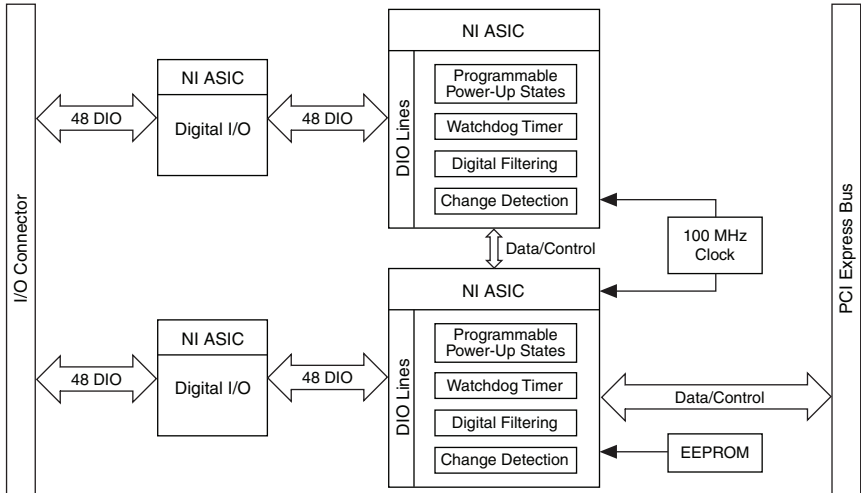 I/O Connector
48 DIO
NI ASIC
Digital I/O
48 DIO
NI ASIC
DIO Lines
Programmable
Power-Up States
Watchdog Timer
Digital Filtering
Change Detection
100 MHz
Clock
PCI Express Bus
Data/Control
48 DIO
NI ASIC
Digital I/O
48 DIO
NI ASIC
DIO Lines
Programmable
Power-Up States
Watchdog Timer
Digital Filtering
Change Detection
Data/Control
EEPROM